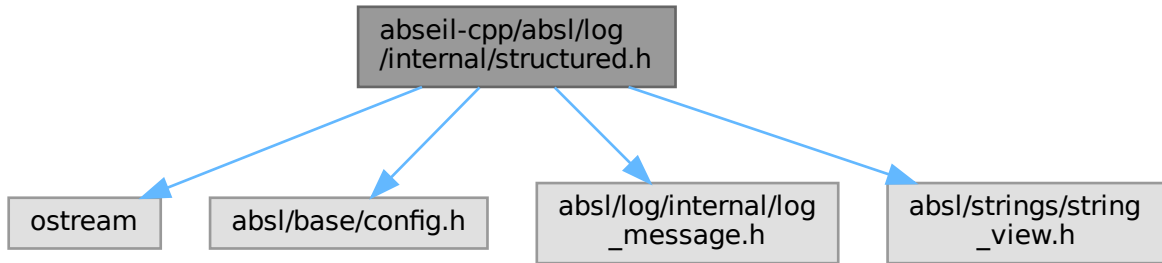 abseil-cpp/absl/log
/internal/structured.h
ostream
absl/base/config.h
absl/log/internal/log
_message.h
absl/strings/string
_view.h